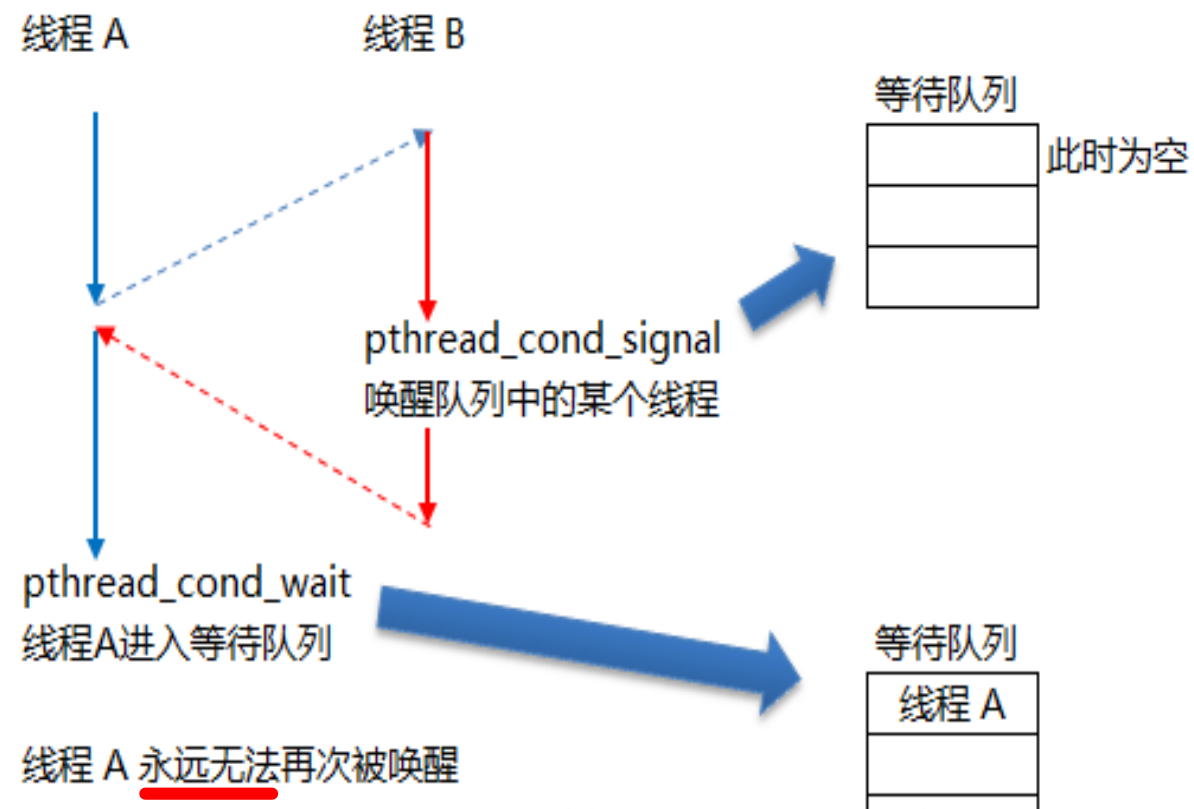 线程 A
线程 B
等待队列
此时为空
pthread_cond_signal
唤醒队列中的某个线程
pthread_cond_wait
线程A进入等待队列
等待队列
线程 A
线程 A 永远无法再次被唤醒